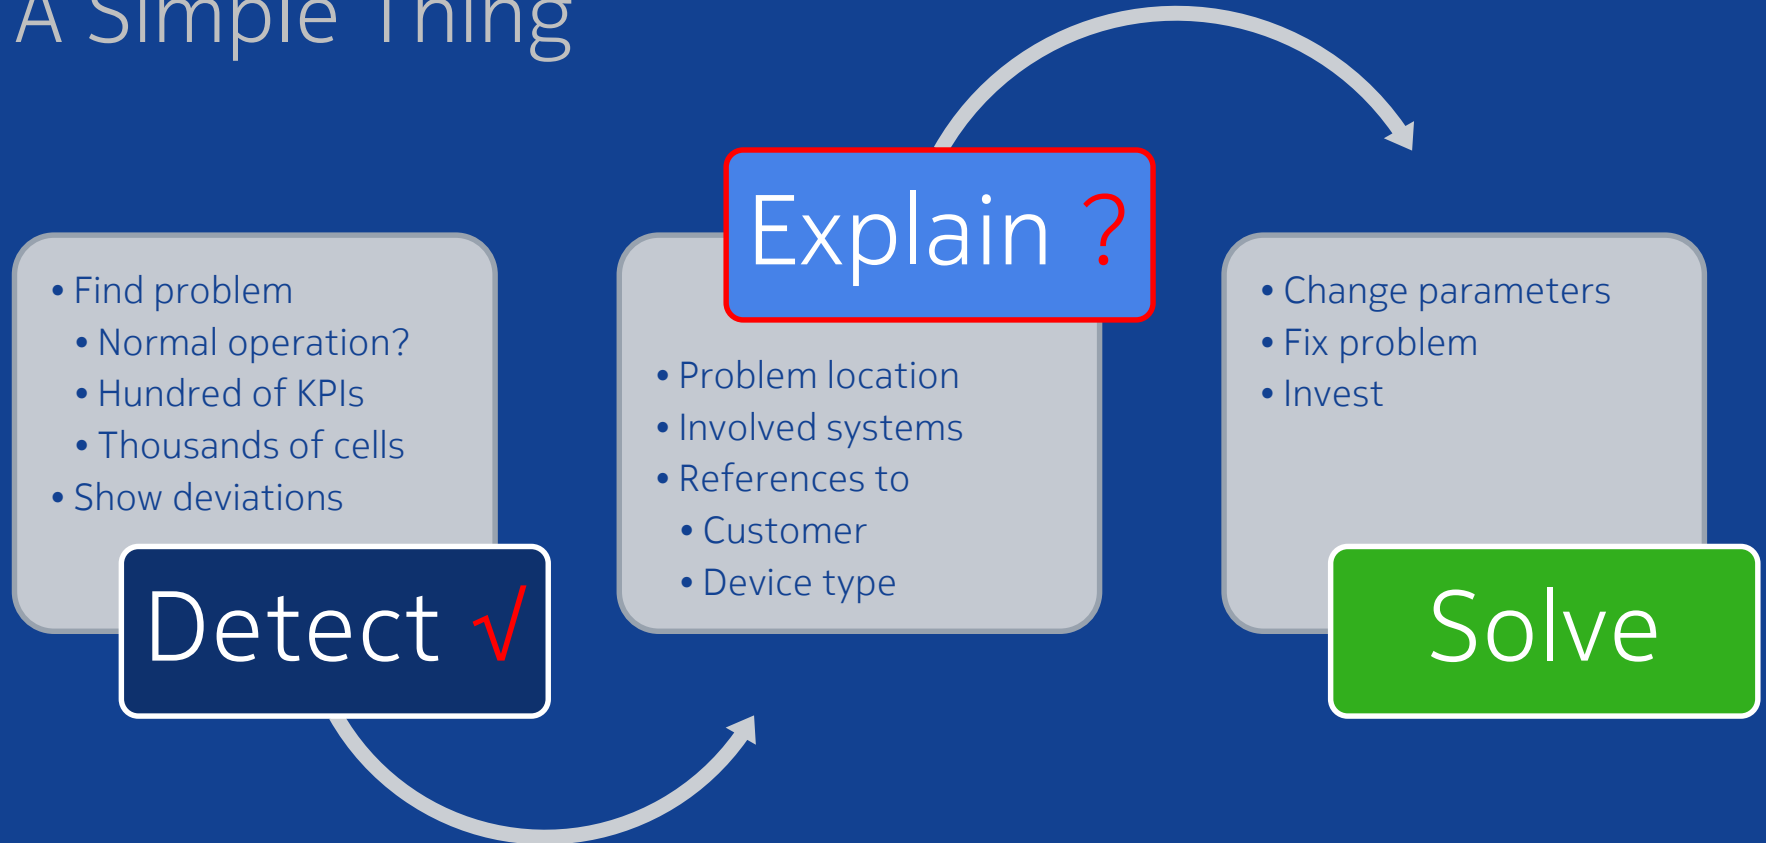 A Simple Thing
• Find problem
• Normal operation?
• Hundred of KPIs
• Thousands of cells
• Show deviations
Detect √
Explain ?
• Problem location
• Involved systems
• References to
• Customer
• Device type
• Change parameters
• Fix problem
• Invest
Solve